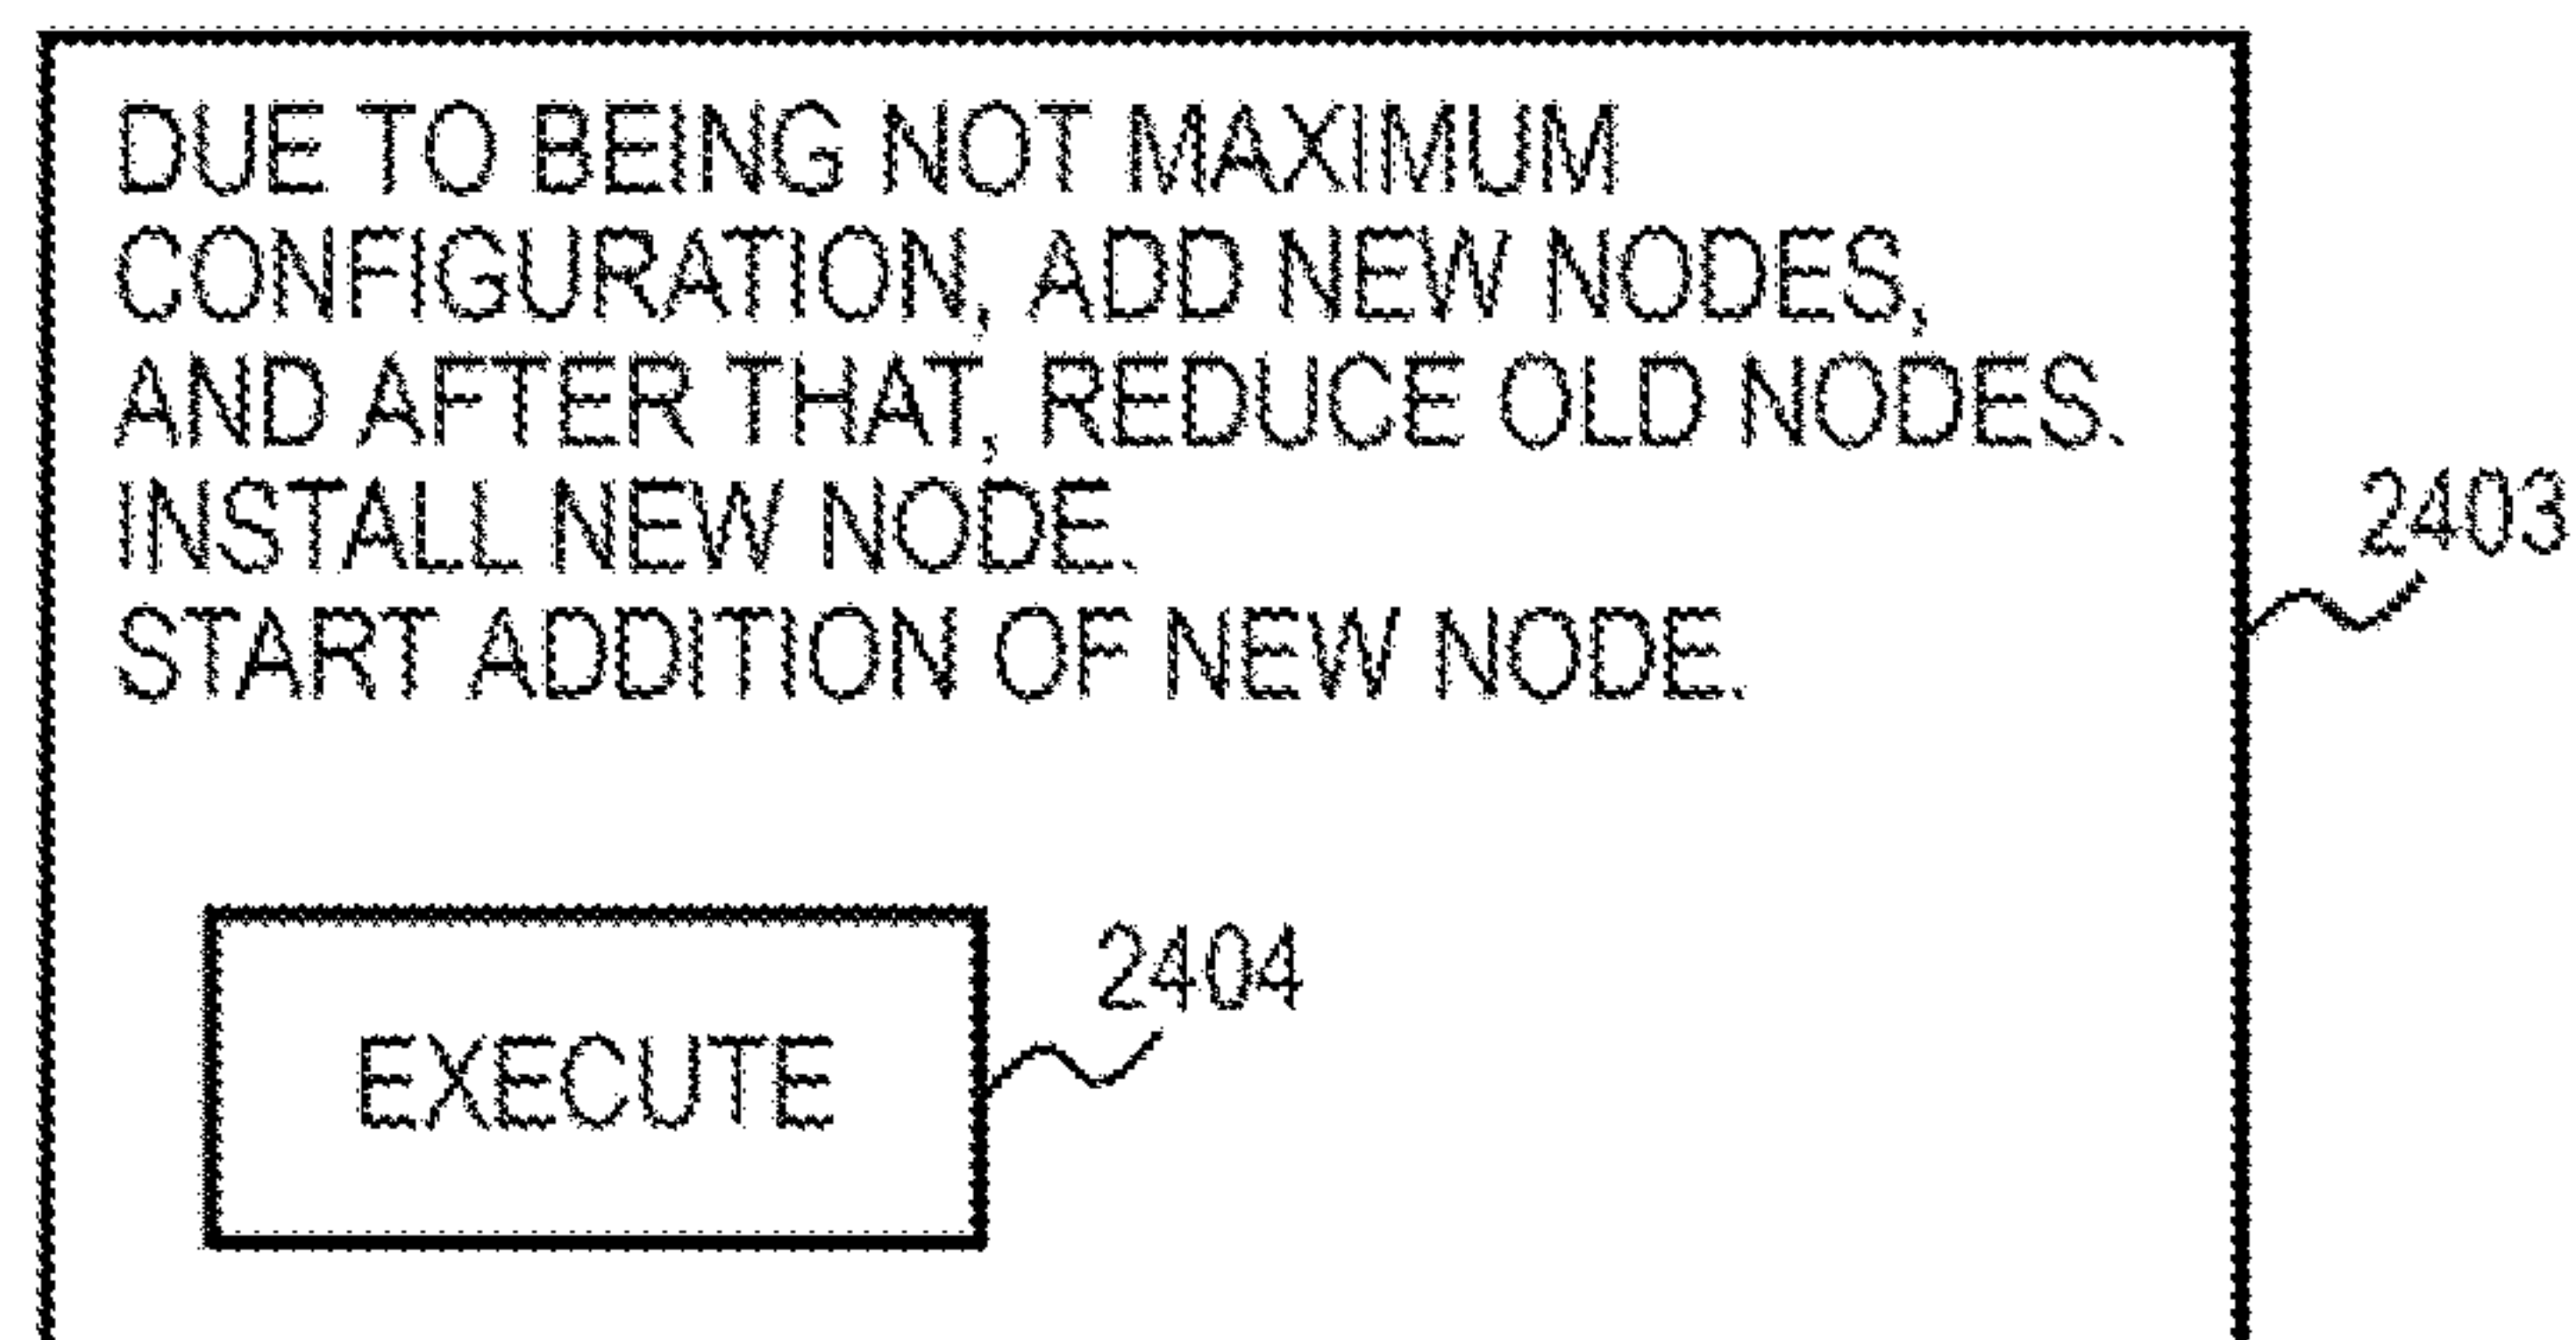 DUE TO BEING NOT MAXIMUM
CONFIGURATION, ADD NEW NODES,
AND AFTER THAT, REDUCE OLD NODES.
INSTALL NEW NODE.
START ADDITION OF NEW NODE.
2403
2404
EXECUTE